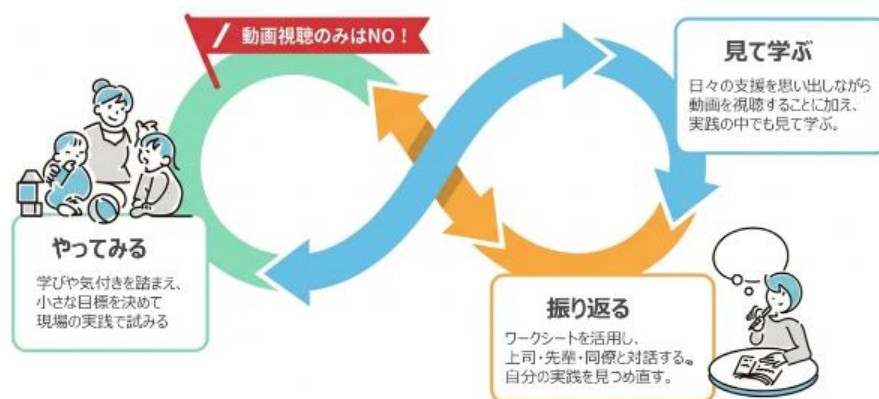 動画視聴のみはNO！
見て学ぶ
日々の支援を思い出しながら
動画を視聴することに加え、
実践の中でも見て学ぶ。
やってみる
学びや気付きを踏まえ、
小さな目標を決めて
現場の実践で試みる
振り返る
ワークシートを活用し、
上司・先輩・同僚と対話する。
自分の実践を見つめ直す。